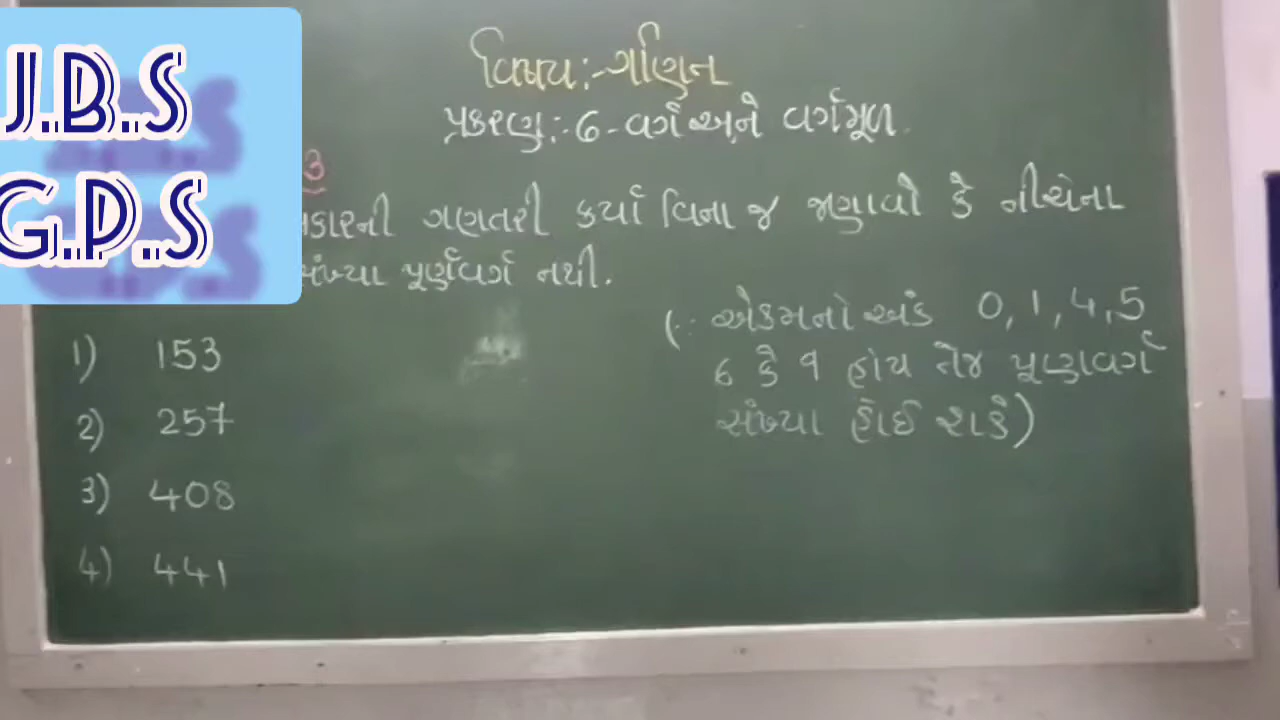 J.B.S
G.P.S
વિષય:-ગણિત
પ્રકરણ:- 6 - વર્ગ અને વર્ગમૂળ.
3
ગણતરી કર્યા વિના જ જણાવો કે નીચેના
સંખ્યા પૂર્ણવર્ગ નથી.
(∵ એકમનો અંક 0, 1, 4, 5
6 કે 9 હોય તેજ પૂણવર્ગ
સંખ્યા હોઈ શકે)
1) 153
2) 257
3) 408
4) 441